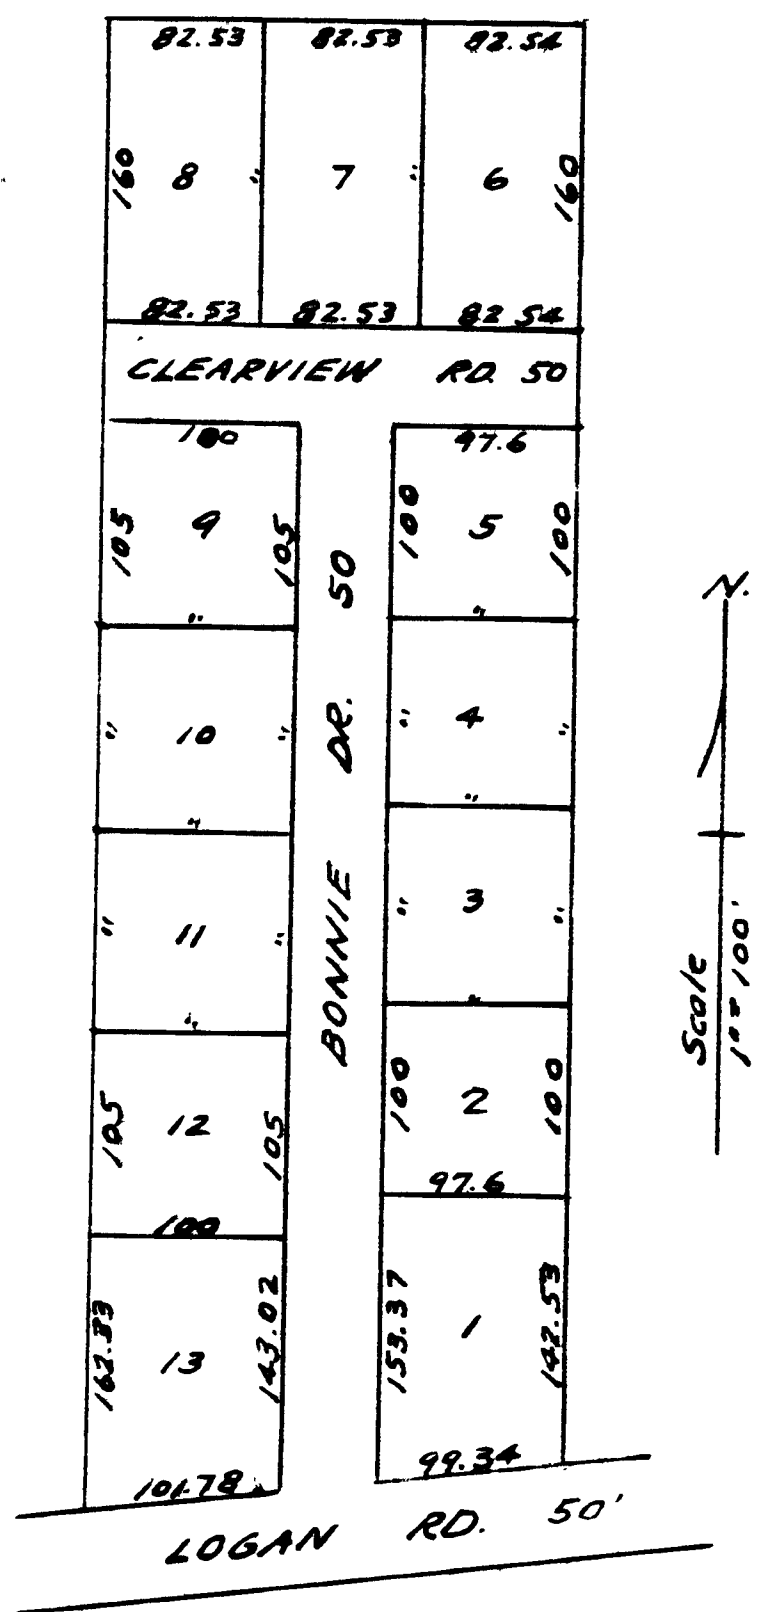 82.53 82.53 82.54
160 8 " 7 " 6 160
82.53 82.53 82 54
CLEARVIEW RD. 50
100 97.6
105 9 105 100 5 100
" "
" 10 " " 4 "
" "
" 11 " " 3 "
" "
105 12 105 100 2 100
100 97.6
13 143.02 153.37 1 142.53
101.78 99.34
BONNIE DR. 50
LOGAN RD. 50'
N.
Scale
1" = 100'